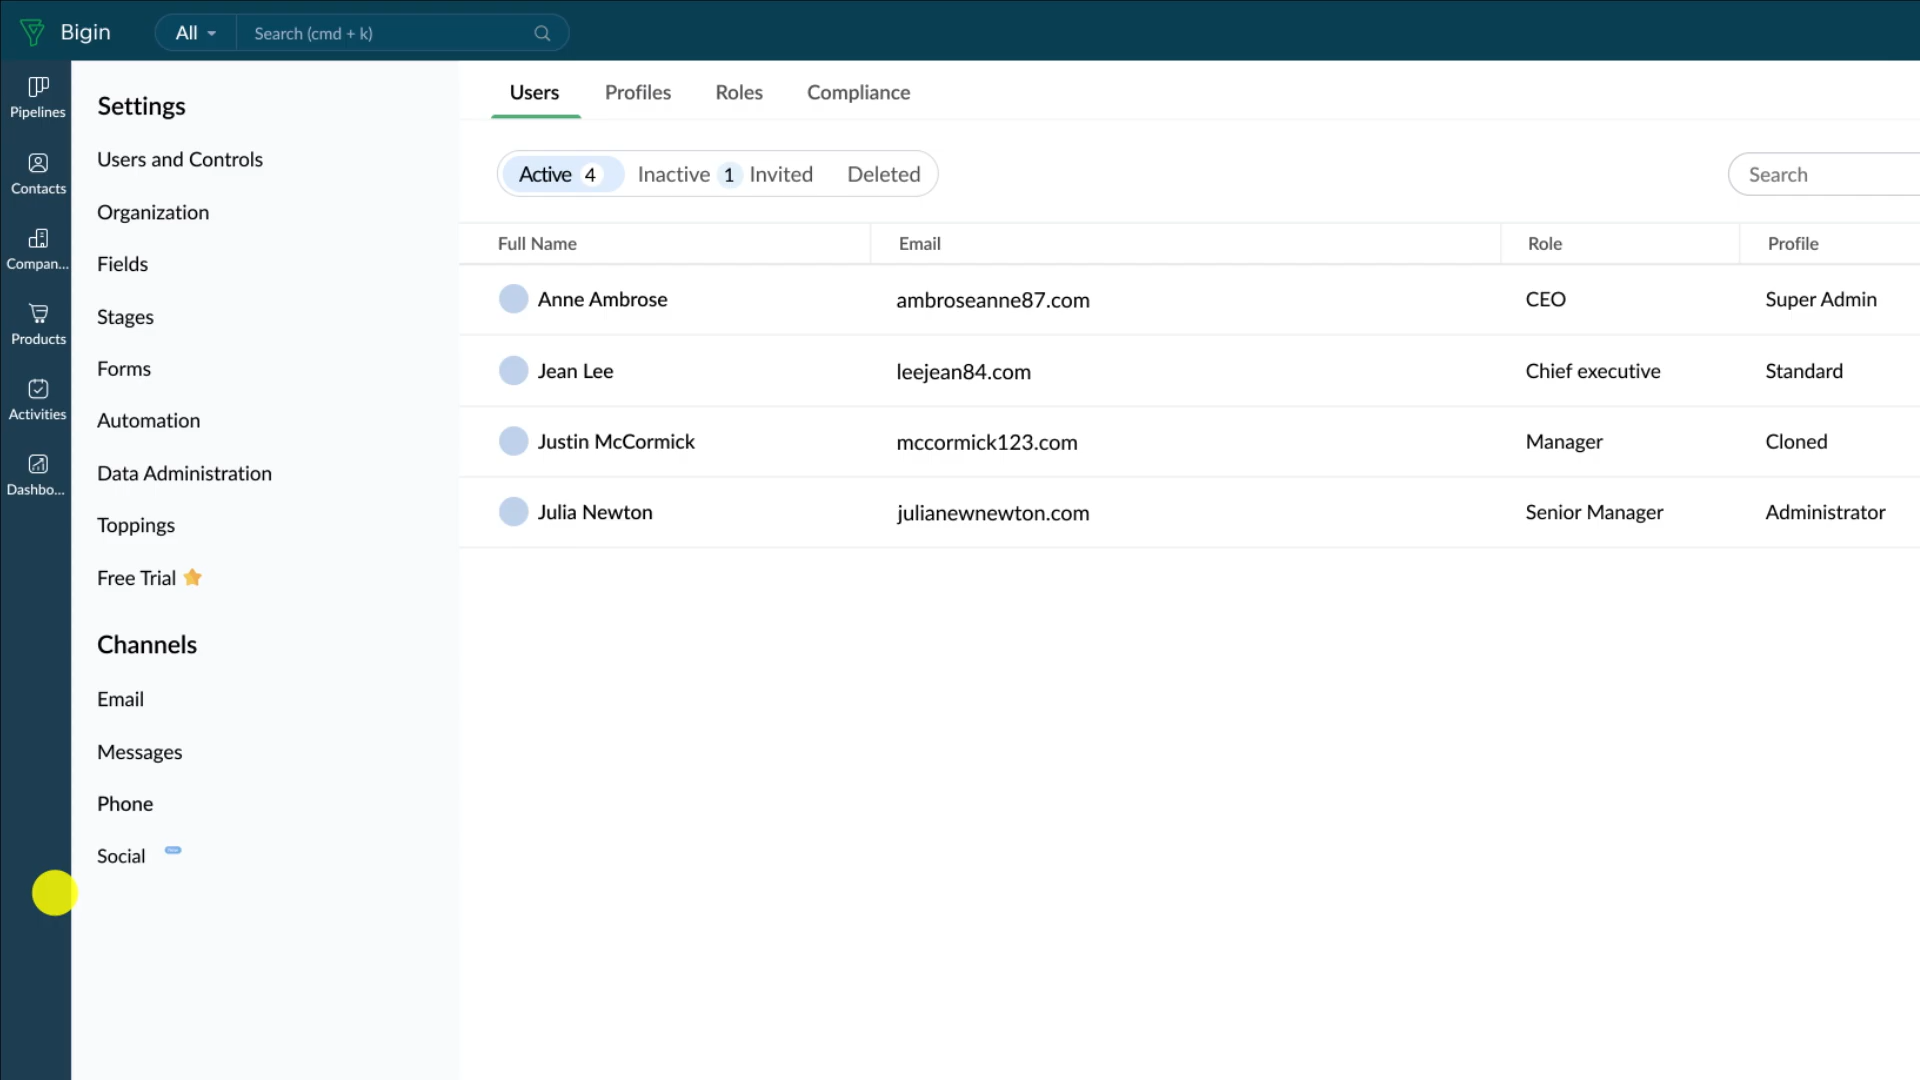 Bigin
All
Search (cmd + k)
Pipelines
Contacts
Compan...
Products
Activities
Dashbo...
Settings
Users and Controls
Organization
Fields
Stages
Forms
Automation
Data Administration
Toppings
Free Trial
Channels
Email
Messages
Phone
Social
Users Profiles Roles Compliance
Active 4 Inactive 1 Invited Deleted
Search
Full Name Email Role Profile
Anne Ambrose ambroseanne87.com CEO Super Admin
Jean Lee leejean84.com Chief executive Standard
Justin McCormick mccormick123.com Manager Cloned
Julia Newton julianewnewton.com Senior Manager Administrator